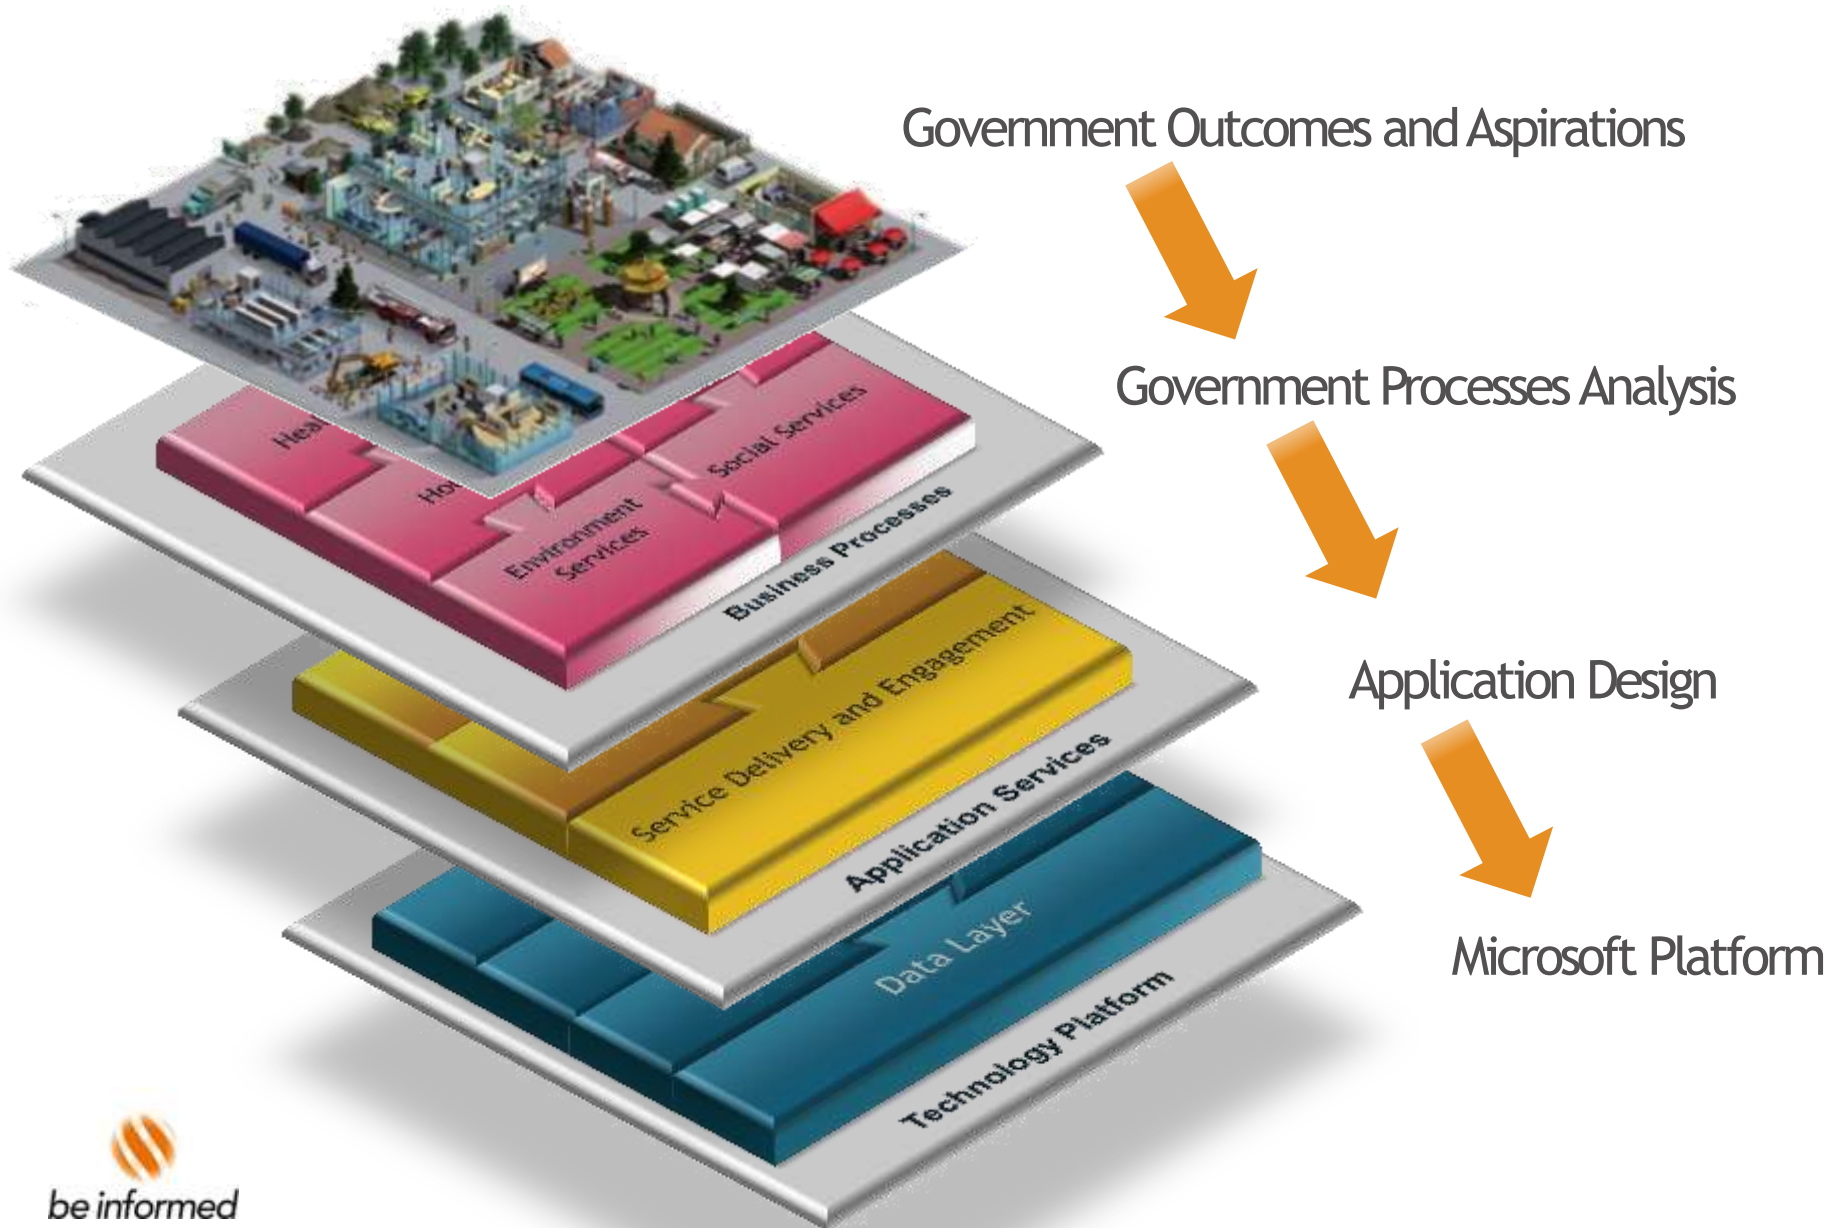 Government Outcomes and Aspirations
Government Processes Analysis
Social Services
Environment
Services
Business Processes
Application Design
Service Delivery and Engagement
Application Services
Microsoft Platform
Data Layer
Technology Platform
be informed